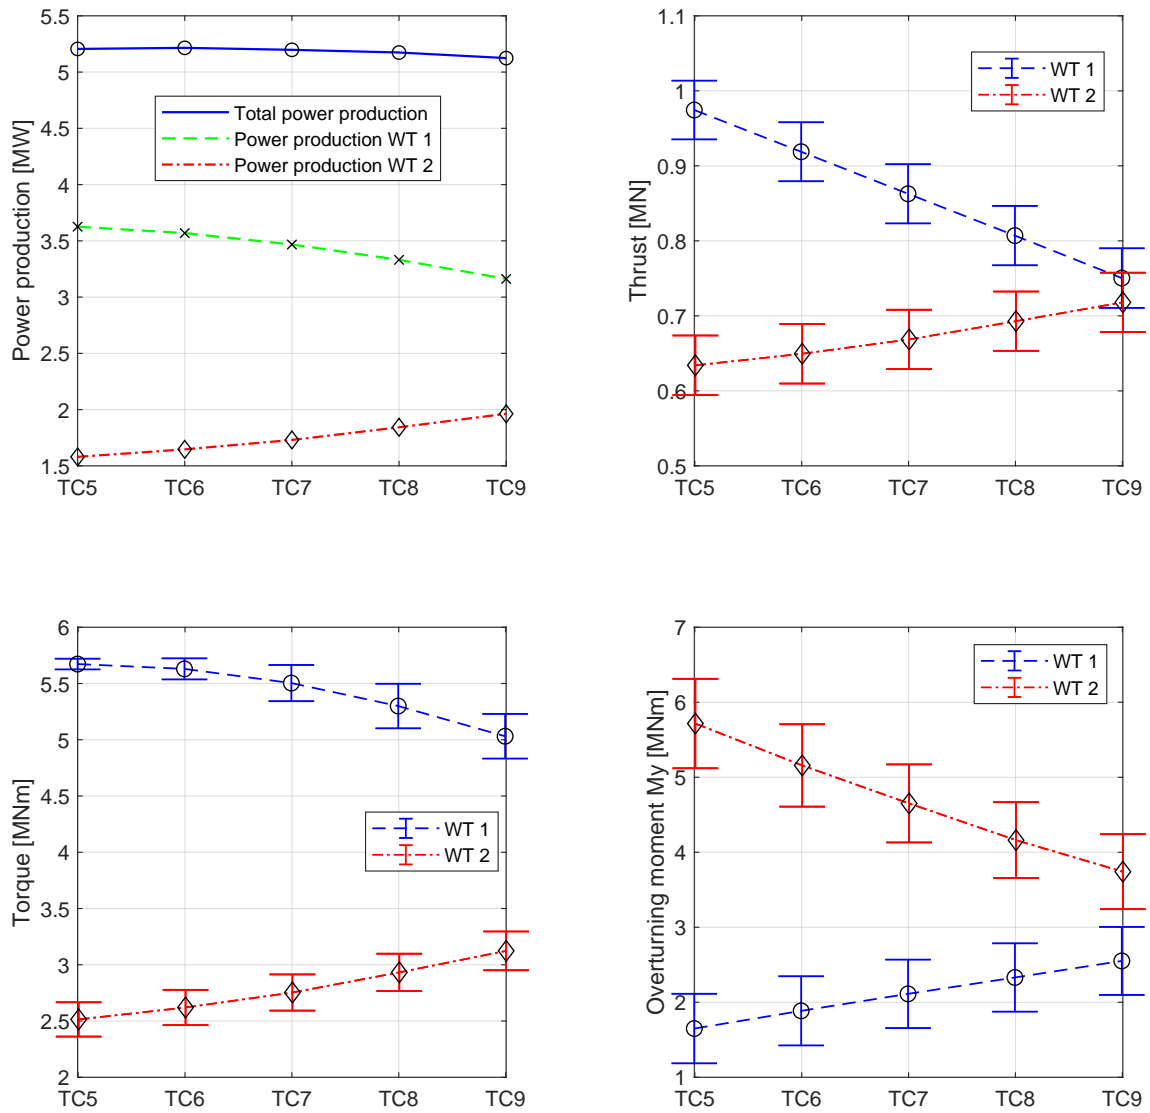 5.5
5
4.5
4
3.5
3
2.5
2
1.5
Power production [MW]
Total power production
Power production WT 1
Power production WT 2
TC5 TC6 TC7 TC8 TC9
1.1
1
0.9
0.8
0.7
0.6
0.5
Thrust [MN]
WT 1
WT 2
TC5 TC6 TC7 TC8 TC9
6
5.5
5
4.5
4
3.5
3
2.5
2
Torque [MNm]
WT 1
WT 2
TC5 TC6 TC7 TC8 TC9
7
6
5
4
3
2
1
Overturning moment My [MNm]
WT 1
WT 2
TC5 TC6 TC7 TC8 TC9